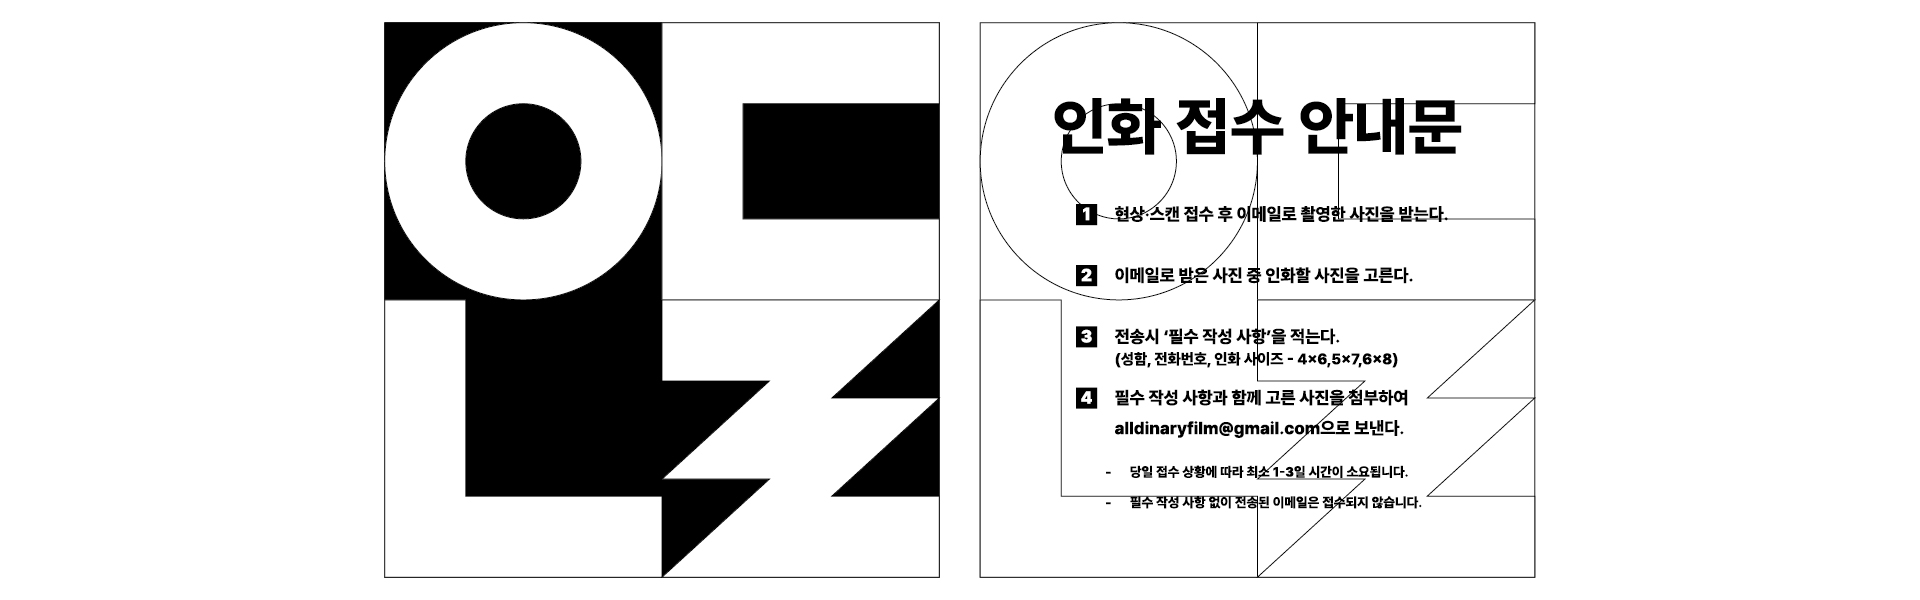 인화 접수 안내문
1 현상·스캔 접수 후 이메일로 촬영한 사진을 받는다.
2 이메일로 받은 사진 중 인화할 사진을 고른다.
3 전송시 ‘필수 작성 사항’을 적는다.
(성함, 전화번호, 인화 사이즈 - 4×6,5×7,6×8)
4 필수 작성 사항과 함께 고른 사진을 첨부하여
alldinaryfilm@gmail.com으로 보낸다.
- 당일 접수 상황에 따라 최소 1-3일 시간이 소요됩니다.
- 필수 작성 사항 없이 전송된 이메일은 접수되지 않습니다.